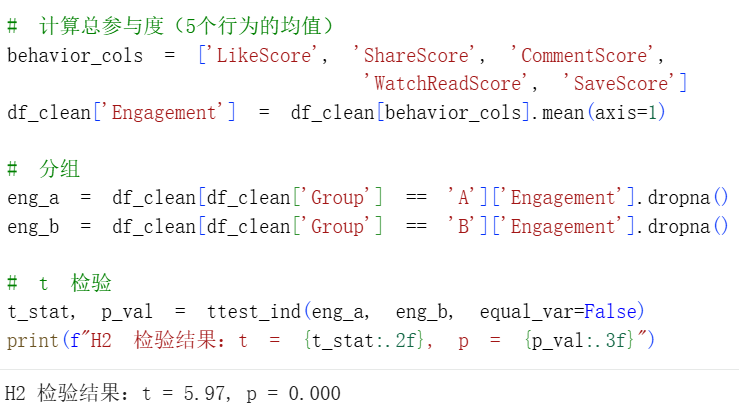 # 计算总参与度（5个行为的均值）
behavior_cols = ['LikeScore', 'ShareScore', 'CommentScore',
'WatchReadScore', 'SaveScore']
df_clean['Engagement'] = df_clean[behavior_cols].mean(axis=1)
# 分组
eng_a = df_clean[df_clean['Group'] == 'A']['Engagement'].dropna()
eng_b = df_clean[df_clean['Group'] == 'B']['Engagement'].dropna()
# t 检验
t_stat, p_val = ttest_ind(eng_a, eng_b, equal_var=False)
print(f"H2 检验结果：t = {t_stat:.2f}, p = {p_val:.3f}")
H2 检验结果：t = 5.97, p = 0.000